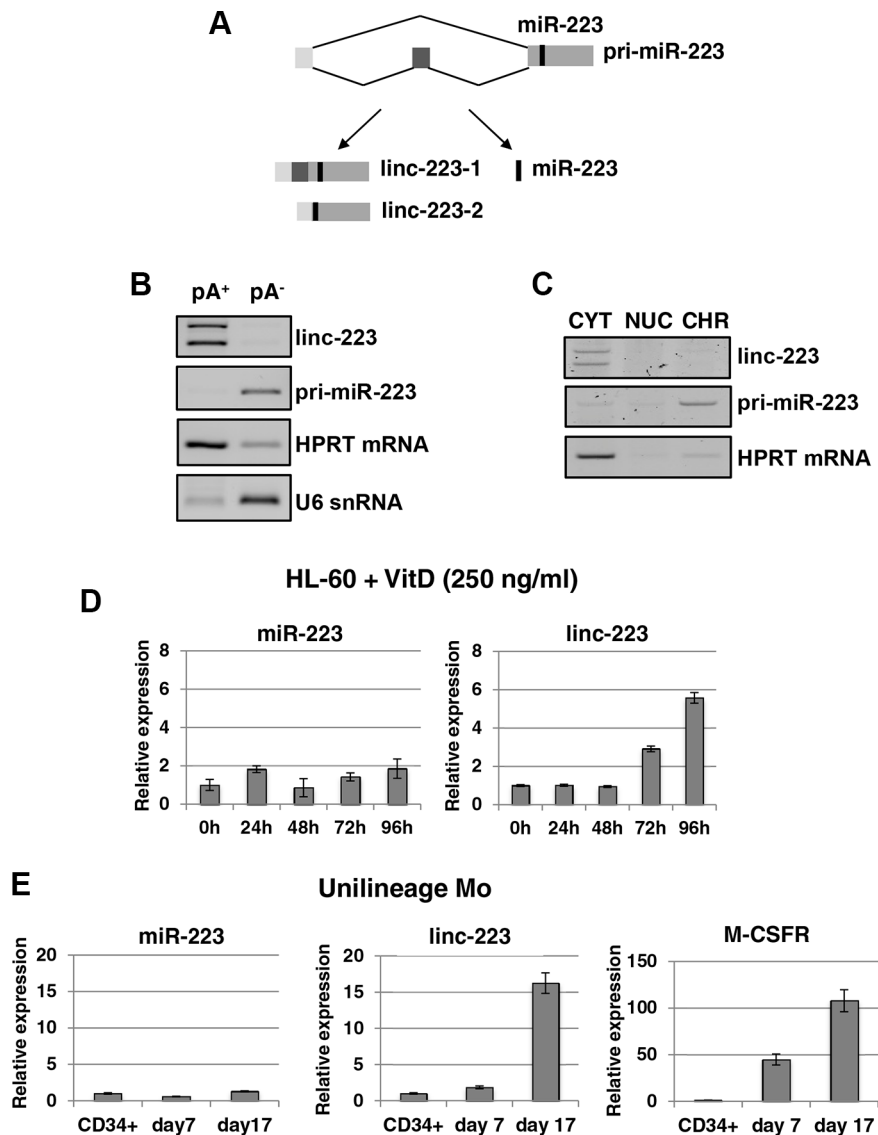 A
miR-223
pri-miR-223
linc-223-1
miR-223
linc-223-2
B
pA+ pA-
linc-223
pri-miR-223
HPRT mRNA
U6 snRNA
C
CYT NUC CHR
linc-223
pri-miR-223
HPRT mRNA
HL-60 + VitD (250 ng/ml)
D
miR-223
Relative expression
8
6
4
2
0
0h 24h 48h 72h 96h
linc-223
Relative expression
8
6
4
2
0
0h 24h 48h 72h 96h
E
Unilineage Mo
miR-223
Relative expression
20
15
10
5
0
CD34+ day7 day17
linc-223
Relative expression
20
15
10
5
0
CD34+ day 7 day 17
M-CSFR
Relative expression
150
100
50
0
CD34+ day 7 day 17